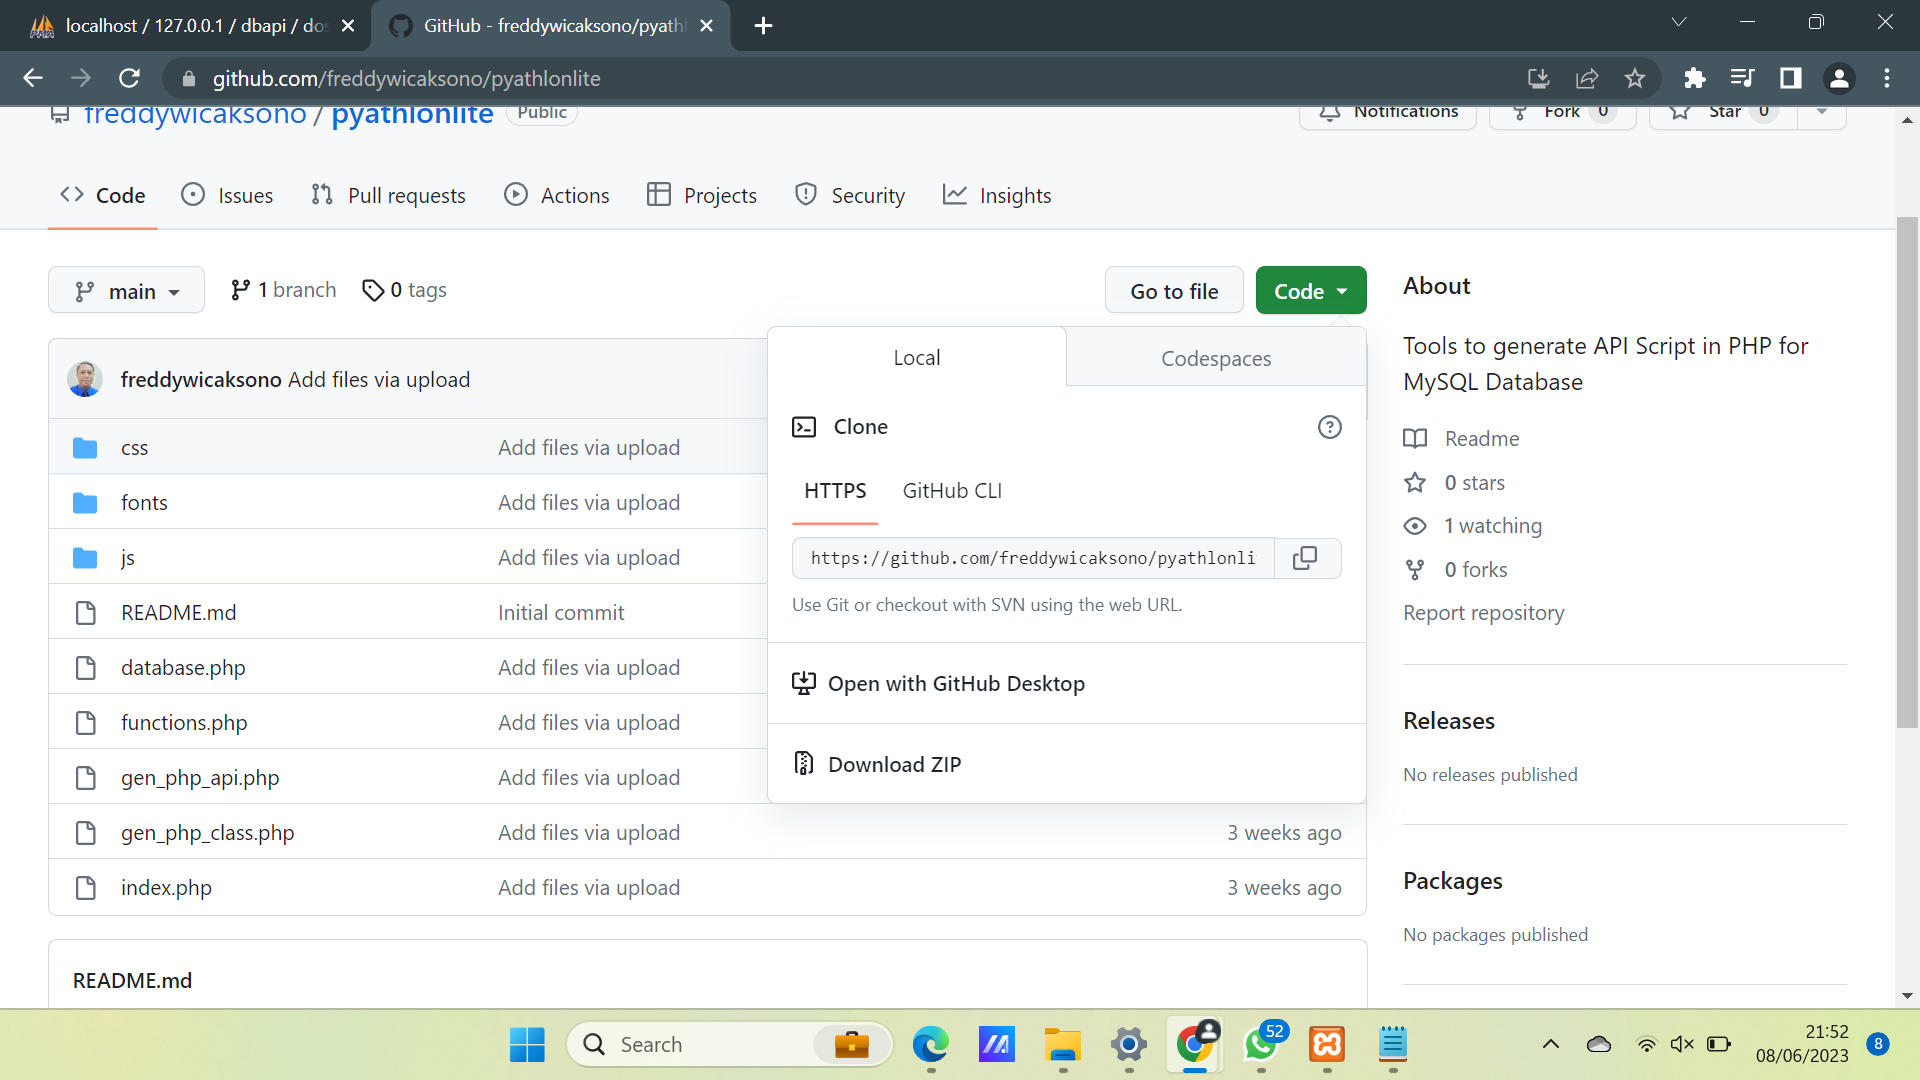 localhost / 127.0.0.1 / dbapi / dos
GitHub - freddywicaksono/pyathl
github.com/freddywicaksono/pyathlonlite
freddywicaksono / pyathlonlite Public
Notifications Fork 0 Star 0
Code Issues Pull requests Actions Projects Security Insights
main 1 branch 0 tags
Go to file Code
freddywicaksono Add files via upload
css Add files via upload
fonts Add files via upload
js Add files via upload
README.md Initial commit
database.php Add files via upload
functions.php Add files via upload
gen_php_api.php Add files via upload
gen_php_class.php Add files via upload 3 weeks ago
index.php Add files via upload 3 weeks ago
README.md
Local Codespaces
Clone
HTTPS GitHub CLI
https://github.com/freddywicaksono/pyathlonli
Use Git or checkout with SVN using the web URL.
Open with GitHub Desktop
Download ZIP
About
Tools to generate API Script in PHP for
MySQL Database
Readme
0 stars
1 watching
0 forks
Report repository
Releases
No releases published
Packages
No packages published
Search
52
21:52
08/06/2023
8